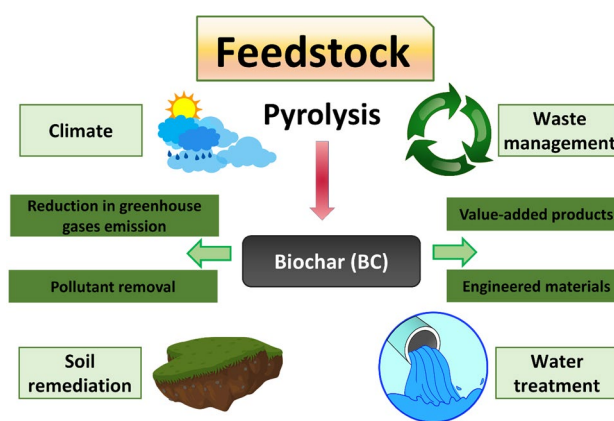 Feedstock
Climate
Pyrolysis
Waste
management
Reduction in greenhouse
gases emission
Value-added products
Biochar (BC)
Pollutant removal
Engineered materials
Soil
remediation
Water
treatment